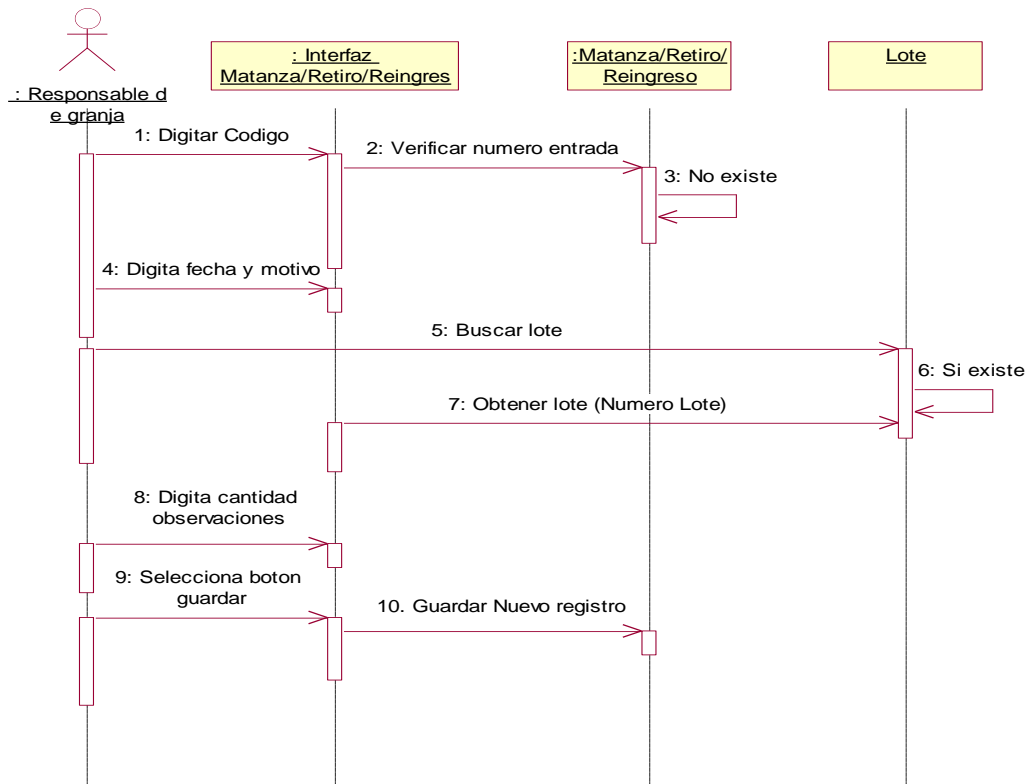 : Responsable d
e granja
: Interfaz
Matanza/Retiro/Reingres
:Matanza/Retiro/
Reingreso
Lote
1: Digitar Codigo
2: Verificar numero entrada
3: No existe
4: Digita fecha y motivo
5: Buscar lote
6: Si existe
7: Obtener lote (Numero Lote)
8: Digita cantidad
observaciones
9: Selecciona boton
guardar
10. Guardar Nuevo registro